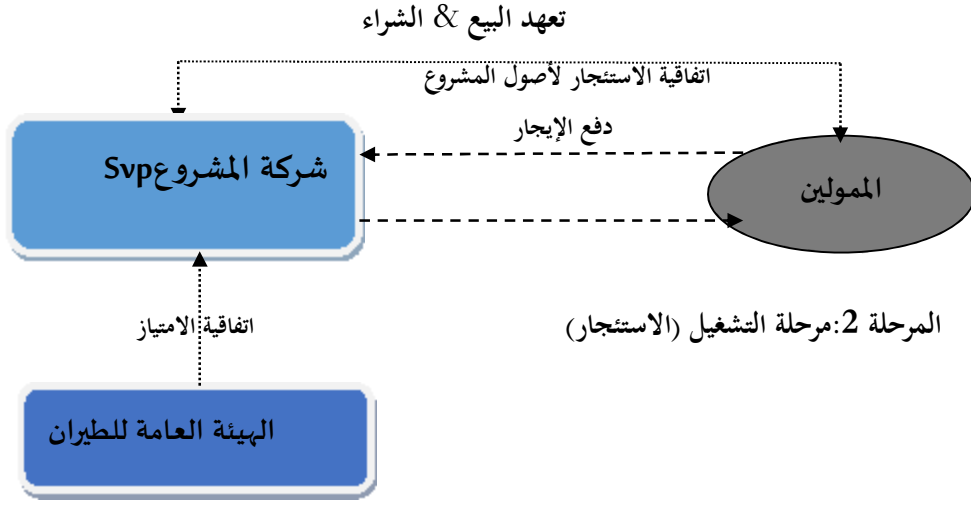 تعهد البيع & الشراء
اتفاقية الاستئجار لأصول المشروع
دفع الإيجار
شركة المشروعSvp
الممولين
اتفاقية الامتياز
المرحلة 2:مرحلة التشغيل (الاستئجار)
الهيئة العامة للطيران